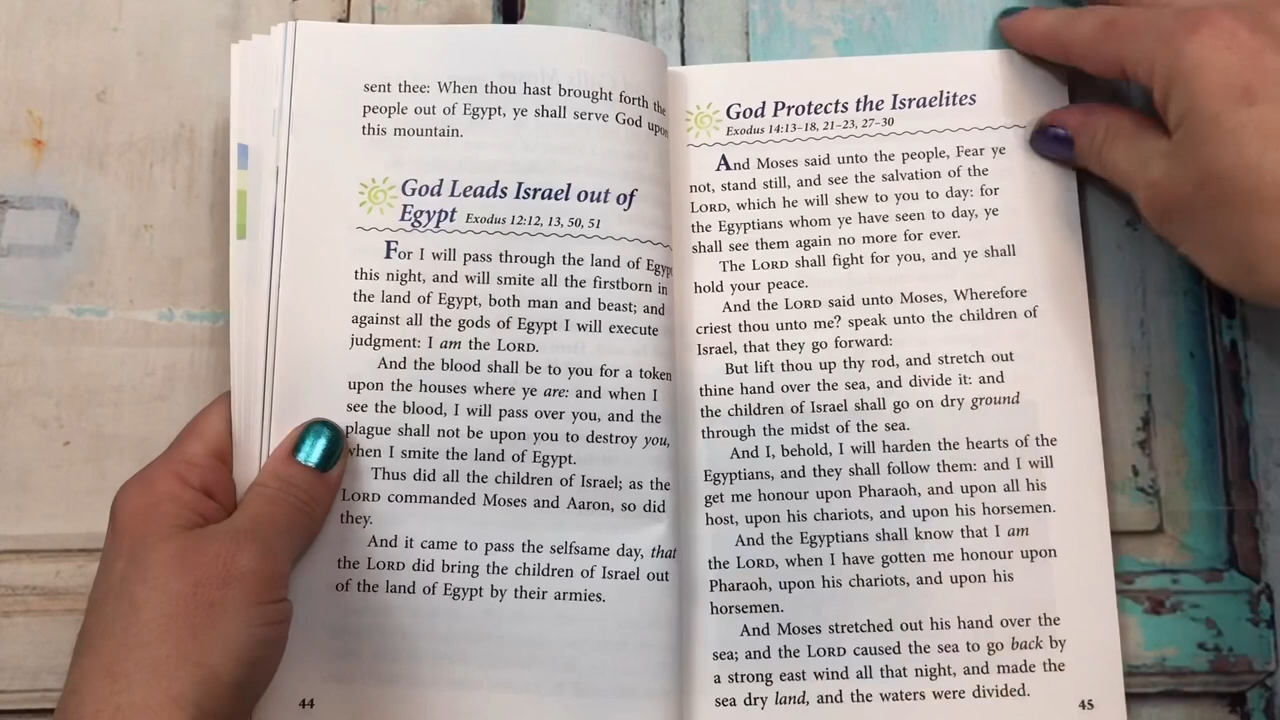 sent thee: When thou hast brought forth the
people out of Egypt, ye shall serve God upon
this mountain.
God Leads Israel out of
Egypt Exodus 12:12, 13, 50, 51
For I will pass through the land of Egypt
this night, and will smite all the firstborn in
the land of Egypt, both man and beast; and
against all the gods of Egypt I will execute
judgment: I am the LORD.
And the blood shall be to you for a token
upon the houses where ye are: and when I
see the blood, I will pass over you, and the
plague shall not be upon you to destroy you,
when I smite the land of Egypt.
Thus did all the children of Israel; as the
LORD commanded Moses and Aaron, so did
they.
And it came to pass the selfsame day, that
the LORD did bring the children of Israel out
of the land of Egypt by their armies.
44
God Protects the Israelites
Exodus 14:13–18, 21–23, 27–30
And Moses said unto the people, Fear ye
not, stand still, and see the salvation of the
LORD, which he will shew to you to day: for
the Egyptians whom ye have seen to day, ye
shall see them again no more for ever.
The LORD shall fight for you, and ye shall
hold your peace.
And the LORD said unto Moses, Wherefore
criest thou unto me? speak unto the children of
Israel, that they go forward:
But lift thou up thy rod, and stretch out
thine hand over the sea, and divide it: and
the children of Israel shall go on dry ground
through the midst of the sea.
And I, behold, I will harden the hearts of the
Egyptians, and they shall follow them: and I will
get me honour upon Pharaoh, and upon all his
host, upon his chariots, and upon his horsemen.
And the Egyptians shall know that I am
the LORD, when I have gotten me honour upon
Pharaoh, upon his chariots, and upon his
horsemen.
And Moses stretched out his hand over the
sea; and the LORD caused the sea to go back by
a strong east wind all that night, and made the
sea dry land, and the waters were divided.
45